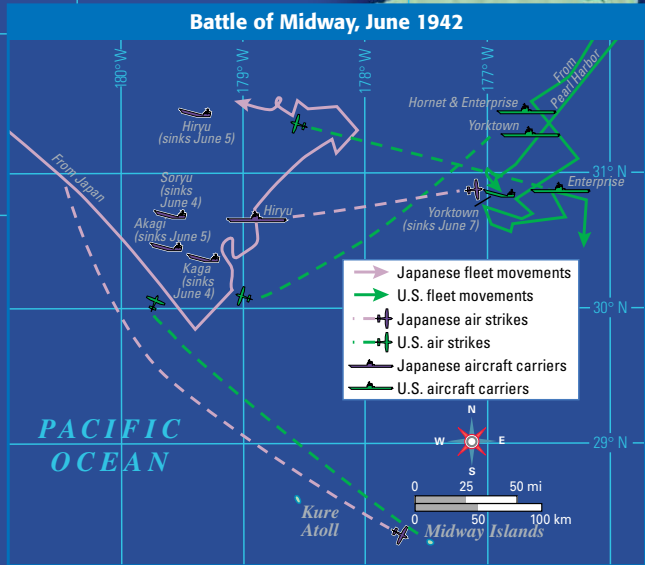 Battle of Midway, June 1942
180° W
179° W
178° W
177° W
From
Pearl Harbor
Hornet & Enterprise
Yorktown
Hiryu
(sinks June 5)
31° N
From Japan
Soryu
(sinks
June 4)
Enterprise
Hiryu
Akagi
(sinks June 5)
Yorktown
(sinks June 7)
Kaga
(sinks
June 4)
Japanese fleet movements
U.S. fleet movements
30° N
Japanese air strikes
U.S. air strikes
Japanese aircraft carriers
U.S. aircraft carriers
PACIFIC
OCEAN
N
W E
S
29° N
0 25 50 mi
0 50 100 km
Kure
Atoll
Midway Islands